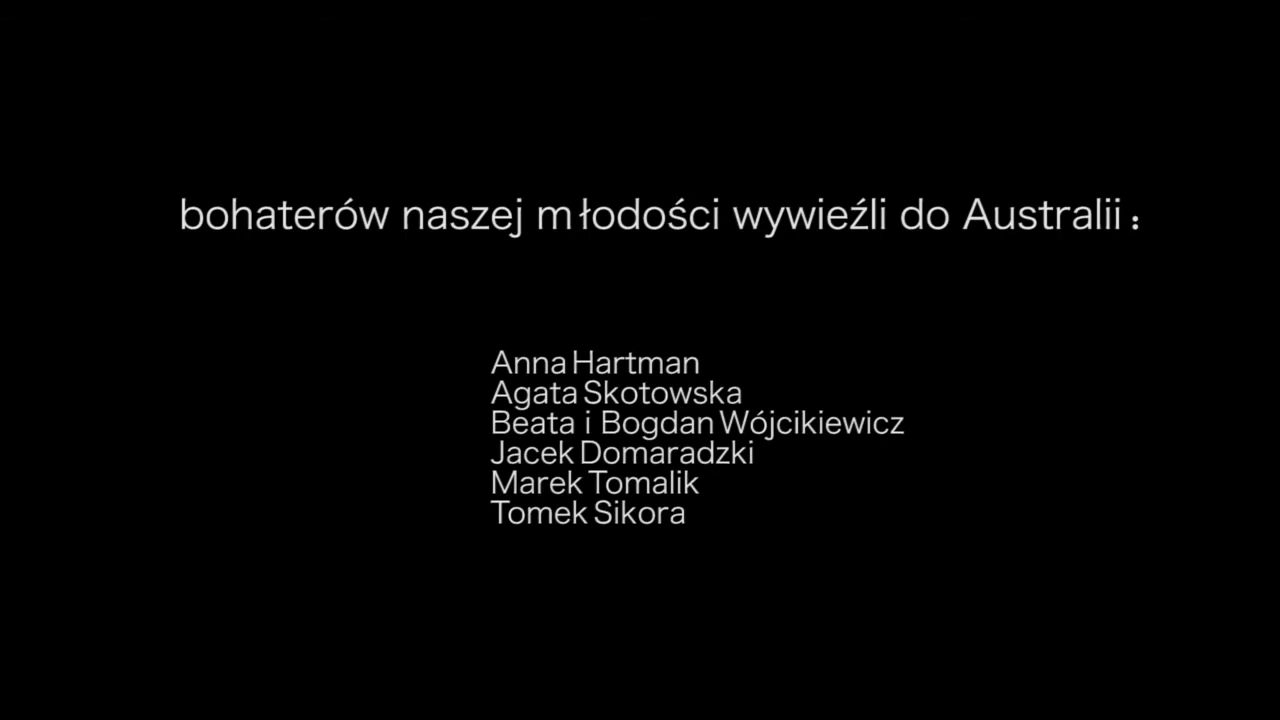 bohaterów naszej młodości wywieźli do Australii:
Anna Hartman
Agata Skotowska
Beata i Bogdan Wójcikiewicz
Jacek Domaradzki
Marek Tomalik
Tomek Sikora